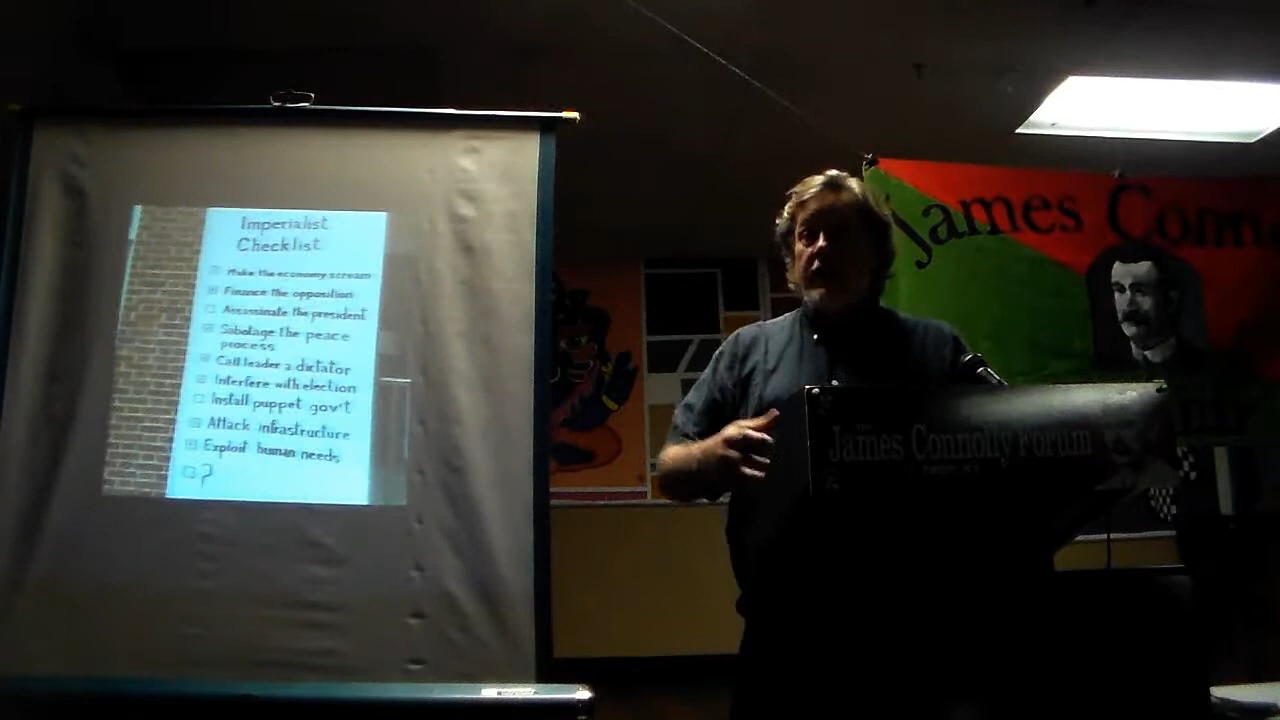 Imperialist
Checklist
Make the economy scream
Finance the opposition
Assassinate the president
Sabotage the peace
process
Call leader a dictator
Interfere with election
Install puppet gov't
Attack infrastructure
Exploit human needs
?
James Conn
James Connolly Forum